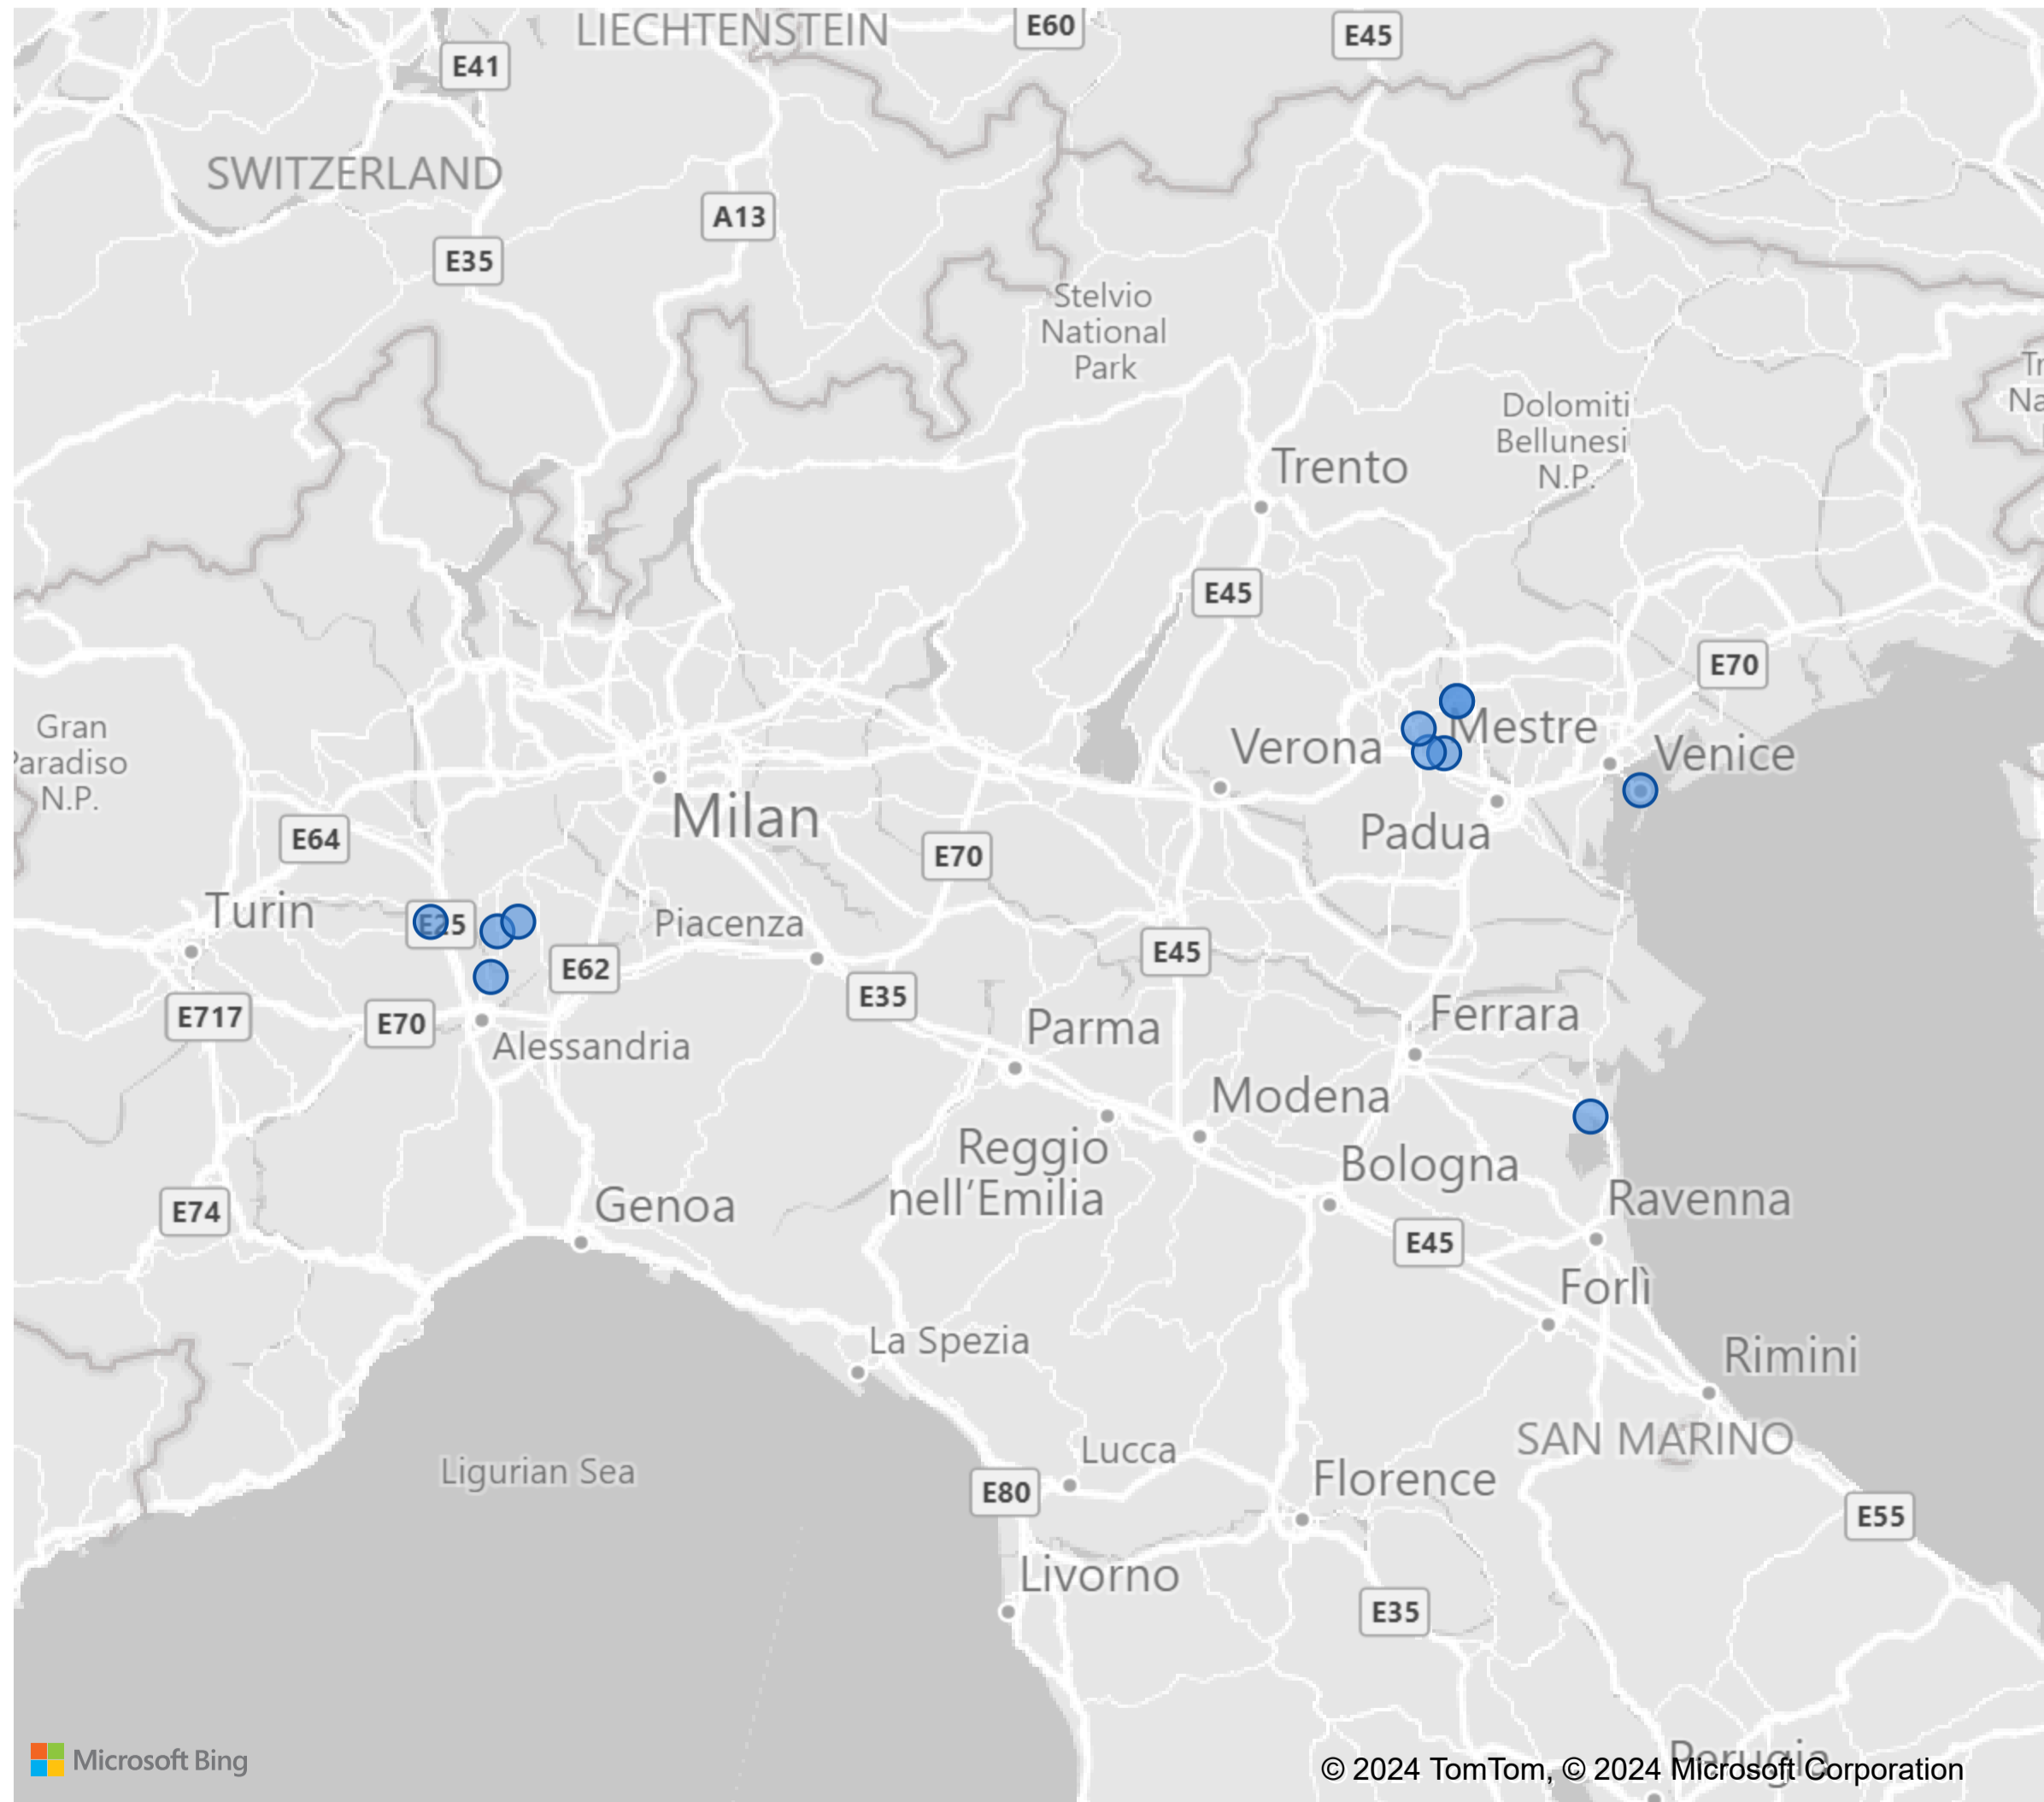 LIECHTENSTEIN
E60
E45
E41
SWITZERLAND
A13
E35
Stelvio
National
Park
Dolomiti
Bellunesi
N.P.
Trento
E45
E70
Gran
Paradiso
N.P.
Mestre
Verona
Venice
Milan
Padua
E64
E70
Turin
E25
Piacenza
E45
E62
E35
E717
E70
Ferrara
Parma
Alessandria
Modena
Reggio
nell'Emilia
Bologna
Genoa
E74
Ravenna
E45
Forlì
La Spezia
Rimini
SAN MARINO
Lucca
Ligurian Sea
Florence
E80
E55
Livorno
E35
Perugia
Microsoft Bing
© 2024 TomTom, © 2024 Microsoft Corporation